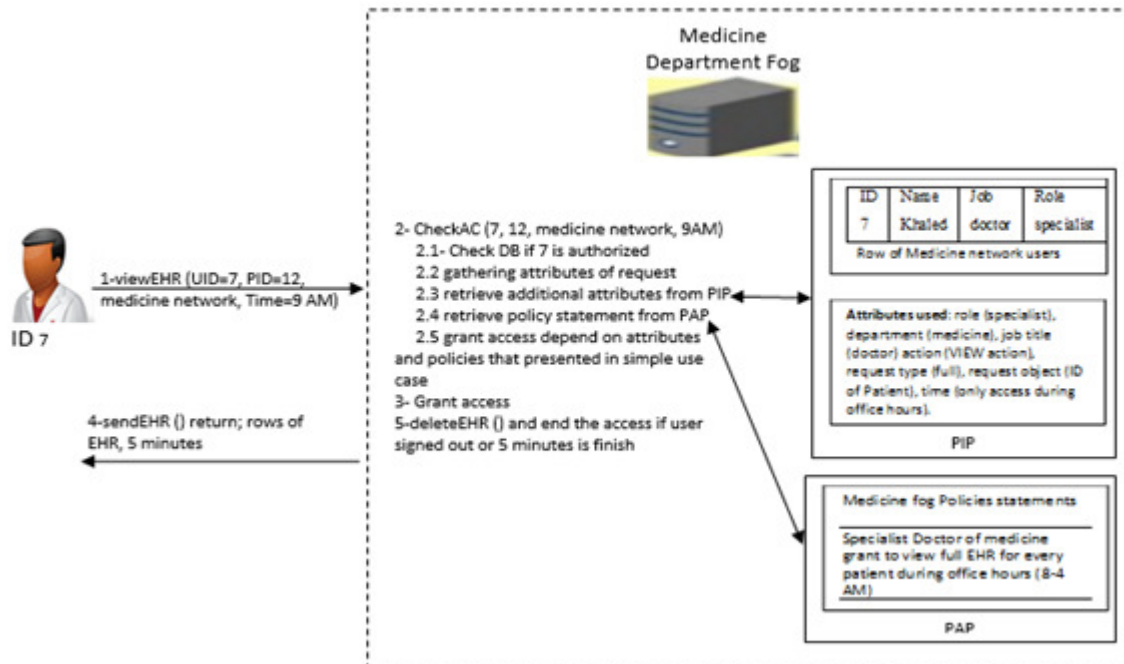 Medicine
Department Fog
ID 7
1-viewEHR (UID=7, PID=12,
medicine network, Time=9 AM)
4-sendEHR () return; rows of
EHR, 5 minutes
2- CheckAC (7, 12, medicine network, 9AM)
2.1- Check DB if 7 is authorized
2.2 gathering attributes of request
2.3 retrieve additional attributes from PIP
2.4 retrieve policy statement from PAP
2.5 grant access depend on attributes
and policies that presented in simple use
case
3- Grant access
5-deleteEHR () and end the access if user
signed out or 5 minutes is finish
ID Name Job Role
7 Khaled doctor specialist
Row of Medicine network users
Attributes used: role (specialist),
department (medicine), job title
(doctor) action (VIEW action),
request type (full), request object (ID
of Patient), time (only access during
office hours).
PIP
Medicine fog Policies statements
Specialist Doctor of medicine
grant to view full EHR for every
patient during office hours (8-4
AM)
PAP